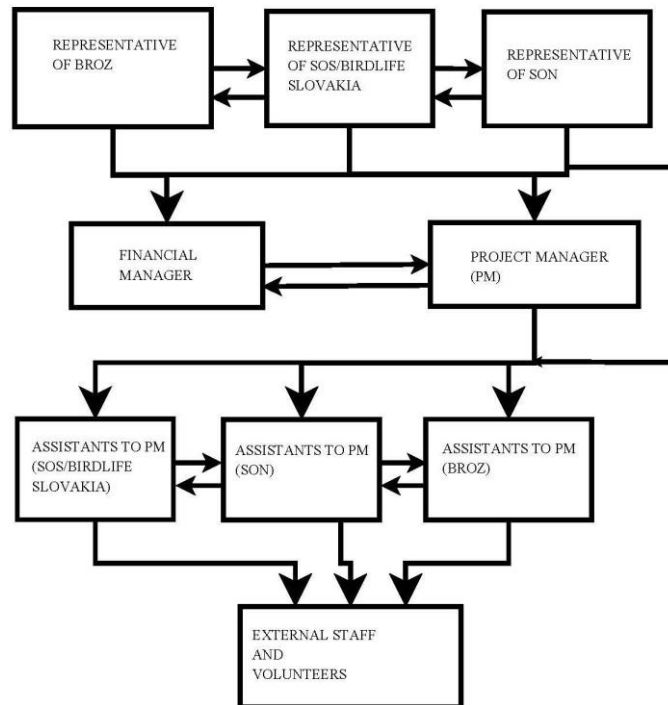 REPRESENTATIVE
OF BROZ
REPRESENTATIVE
OF SOS/BIRDLIFE
SLOVAKIA
REPRESENTATIVE
OF SON
FINANCIAL
MANAGER
PROJECT MANAGER
(PM)
ASSISTANTS TO PM
(SOS/BIRDLIFE
SLOVAKIA)
ASSISTANTS TO PM
(SON)
ASSISTANTS TO PM
(BROZ)
EXTERNAL STAFF
AND
VOLUNTEERS